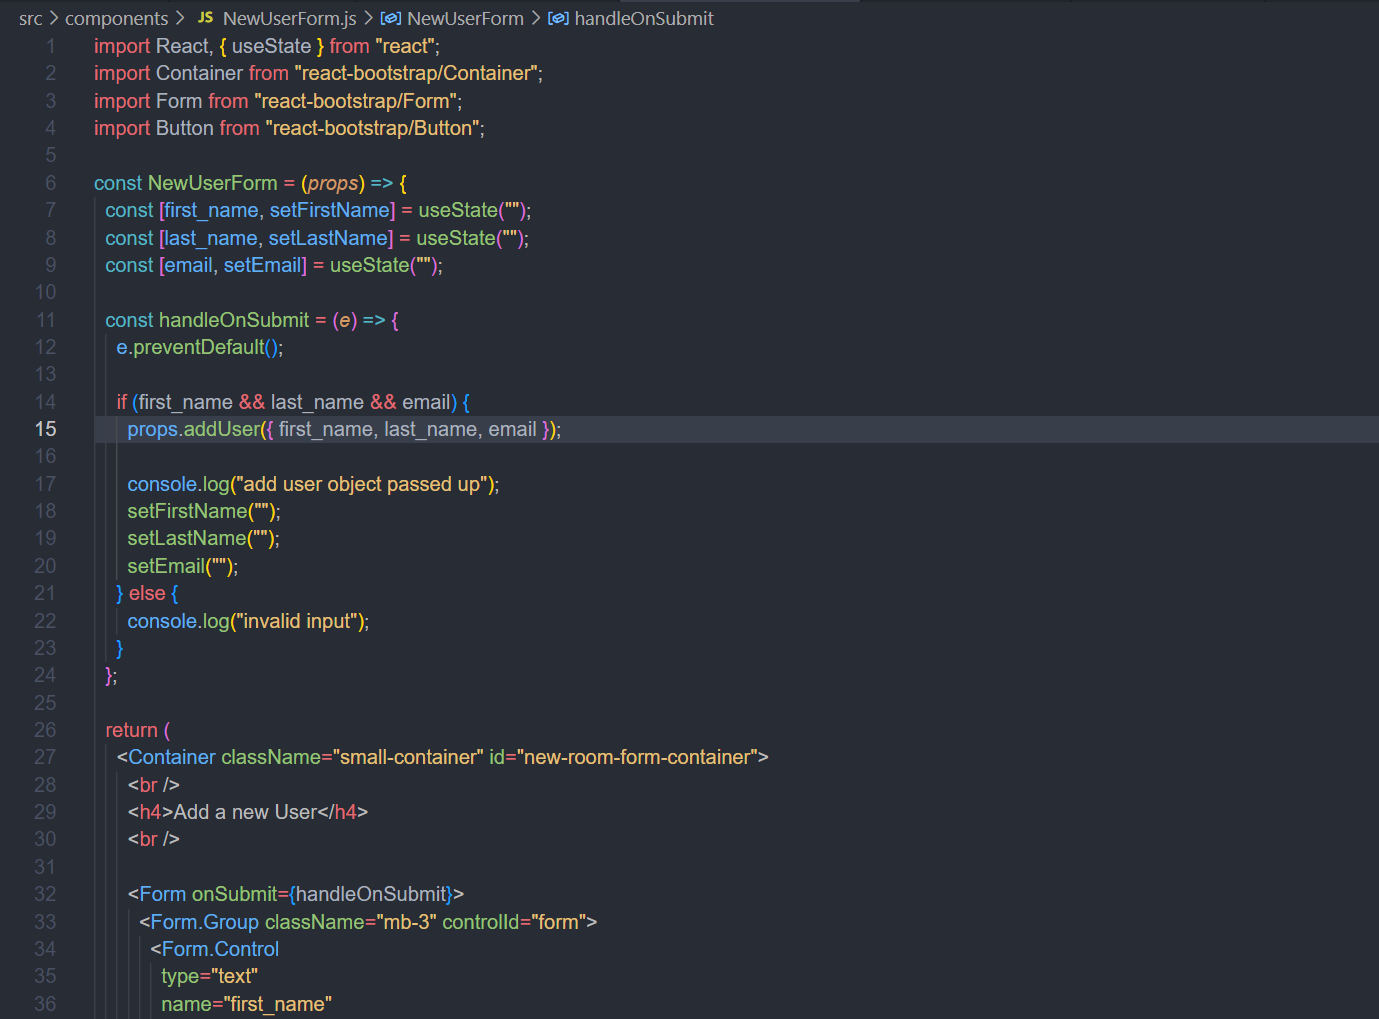 src > components > JS NewUserForm.js > NewUserForm > handleOnSubmit
1 import React, { useState } from "react";
2 import Container from "react-bootstrap/Container";
3 import Form from "react-bootstrap/Form";
4 import Button from "react-bootstrap/Button";
5
6 const NewUserForm = (props) => {
7 const [first_name, setFirstName] = useState("");
8 const [last_name, setLastName] = useState("");
9 const [email, setEmail] = useState("");
10
11 const handleOnSubmit = (e) => {
12 e.preventDefault();
13
14 if (first_name && last_name && email) {
15 props.addUser({ first_name, last_name, email });
16
17 console.log("add user object passed up");
18 setFirstName("");
19 setLastName("");
20 setEmail("");
21 } else {
22 console.log("invalid input");
23 }
24 };
25
26 return (
27 <Container className="small-container" id="new-room-form-container">
28 <br />
29 <h4>Add a new User</h4>
30 <br />
31
32 <Form onSubmit={handleOnSubmit}>
33 <Form.Group className="mb-3" controlId="form">
34 <Form.Control
35 type="text"
36 name="first_name"